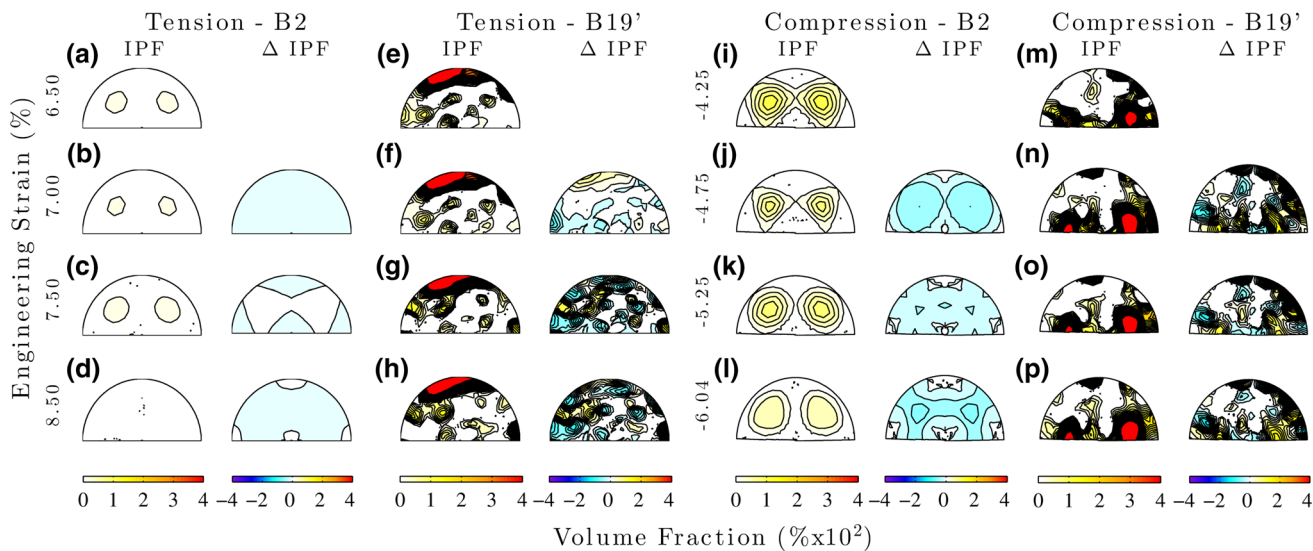 Tension - B2 Tension - B19' Compression - B2 Compression - B19'
IPF Δ IPF IPF Δ IPF IPF Δ IPF IPF Δ IPF
(a) (e) (i) (m)
6.50 -4.25
(b) (f) (j) (n)
7.00 -4.75
(c) (g) (k) (o)
7.50 -5.25
(d) (h) (l) (p)
8.50 -6.04
Engineering Strain (%)
0 1 2 3 4 −4 −2 0 2 4 0 1 2 3 4 −4 −2 0 2 4 0 1 2 3 4 −4 −2 0 2 4 0 1 2 3 4 −4 −2 0 2 4
Volume Fraction (%x10²)